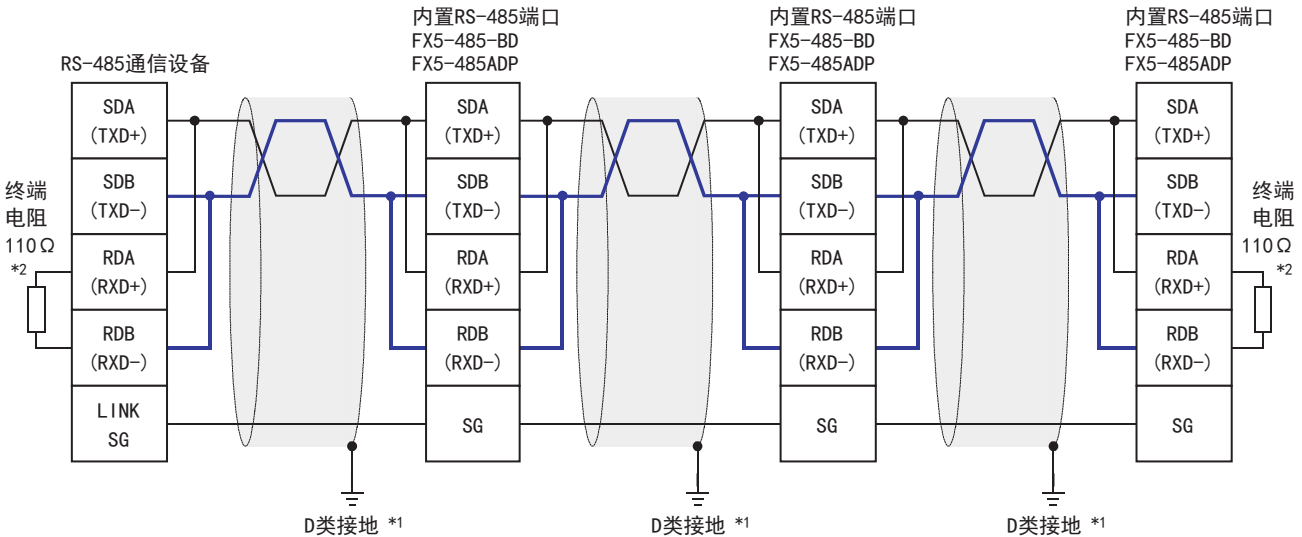 RS-485通信设备
内置RS-485端口
FX5-485-BD
FX5-485ADP
内置RS-485端口
FX5-485-BD
FX5-485ADP
内置RS-485端口
FX5-485-BD
FX5-485ADP
终端
电阻
110Ω
*2
SDA
(TXD+)
SDB
(TXD-)
RDA
(RXD+)
RDB
(RXD-)
LINK
SG
SDA
(TXD+)
SDB
(TXD-)
RDA
(RXD+)
RDB
(RXD-)
SG
SDA
(TXD+)
SDB
(TXD-)
RDA
(RXD+)
RDB
(RXD-)
SG
SDA
(TXD+)
SDB
(TXD-)
RDA
(RXD+)
RDB
(RXD-)
SG
终端
电阻
110Ω
*2
D类接地 *1
D类接地 *1
D类接地 *1